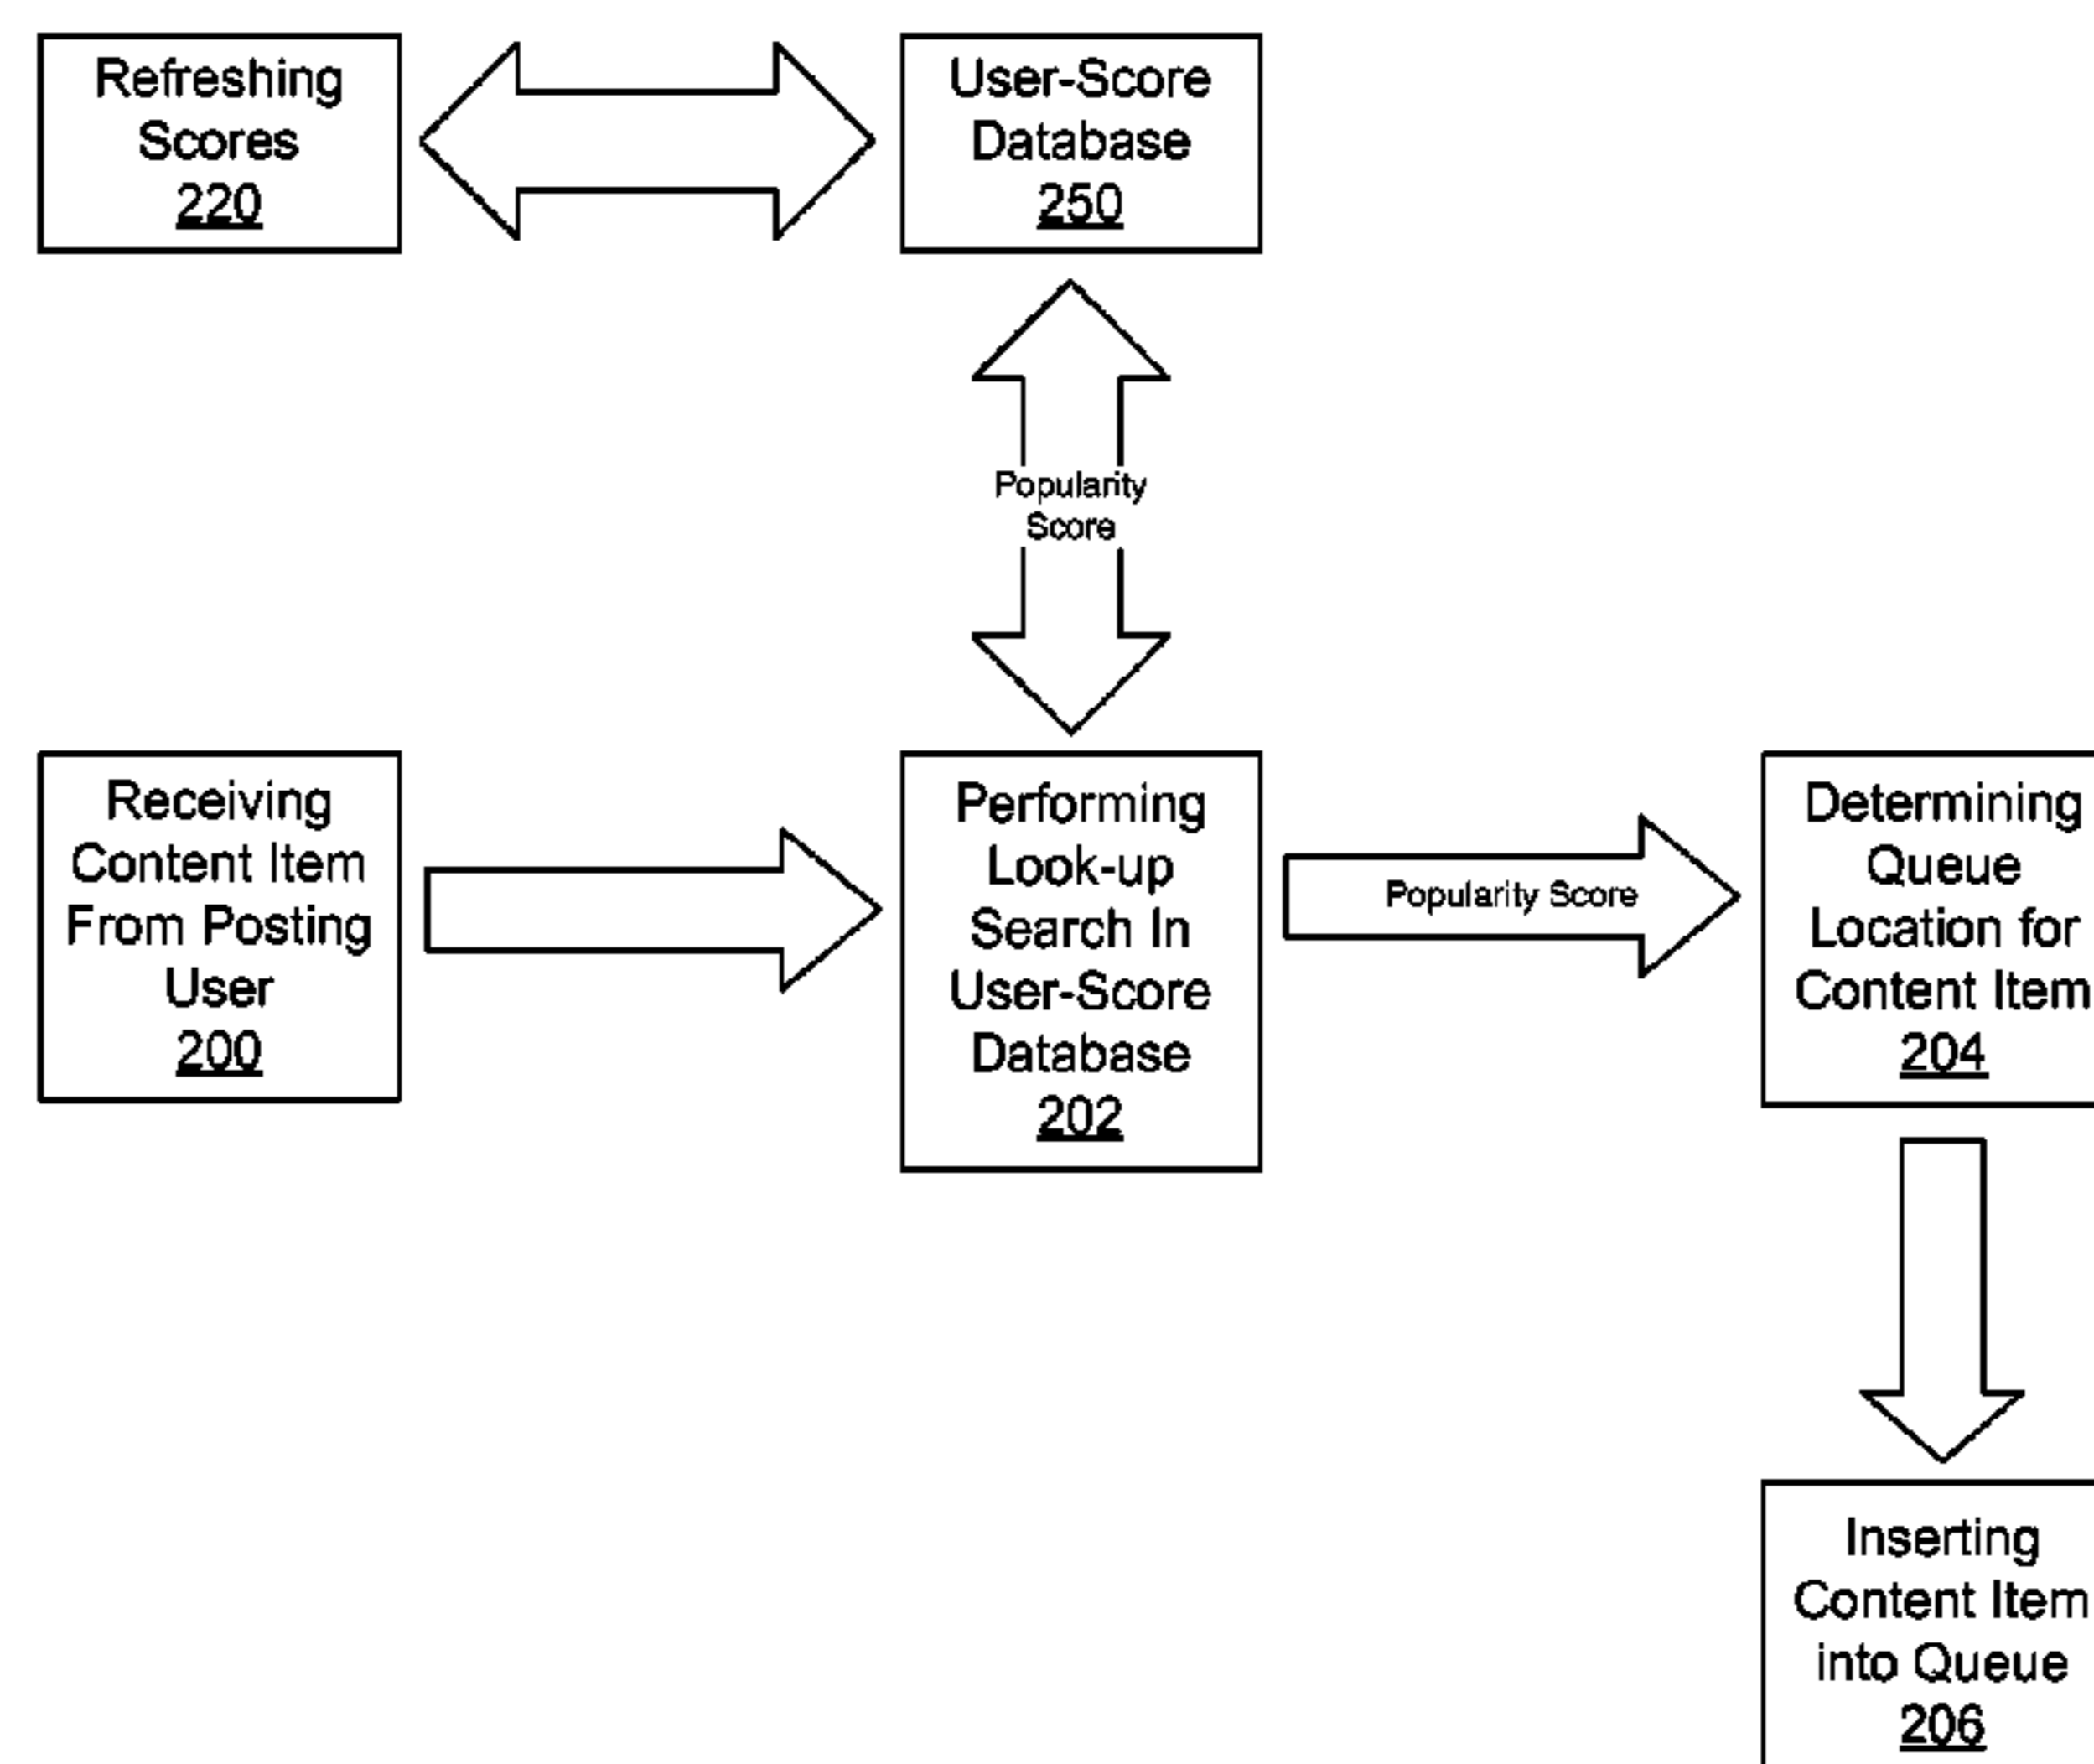 Refreshing
Scores
220
User-Score
Database
250
Popularity
Score
Receiving
Content Item
From Posting
User
200
Performing
Look-up
Search In
User-Score
Database
202
Popularity Score
Determining
Queue
Location for
Content Item
204
Inserting
Content Item
into Queue
206